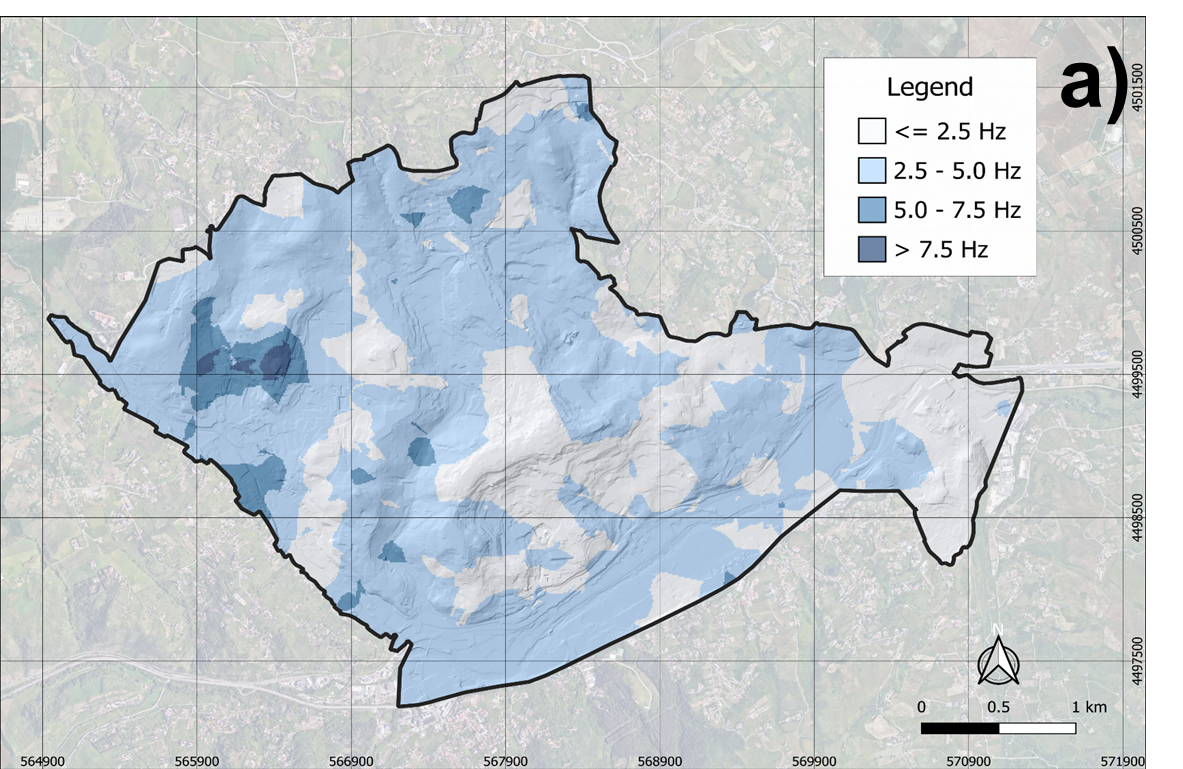 a)
Legend
<= 2.5 Hz
2.5 - 5.0 Hz
5.0 - 7.5 Hz
> 7.5 Hz
4501500
4500500
4499500
4498500
4497500
N
0 0.5 1 km
564900 565900 566900 567900 568900 569900 570900 571900